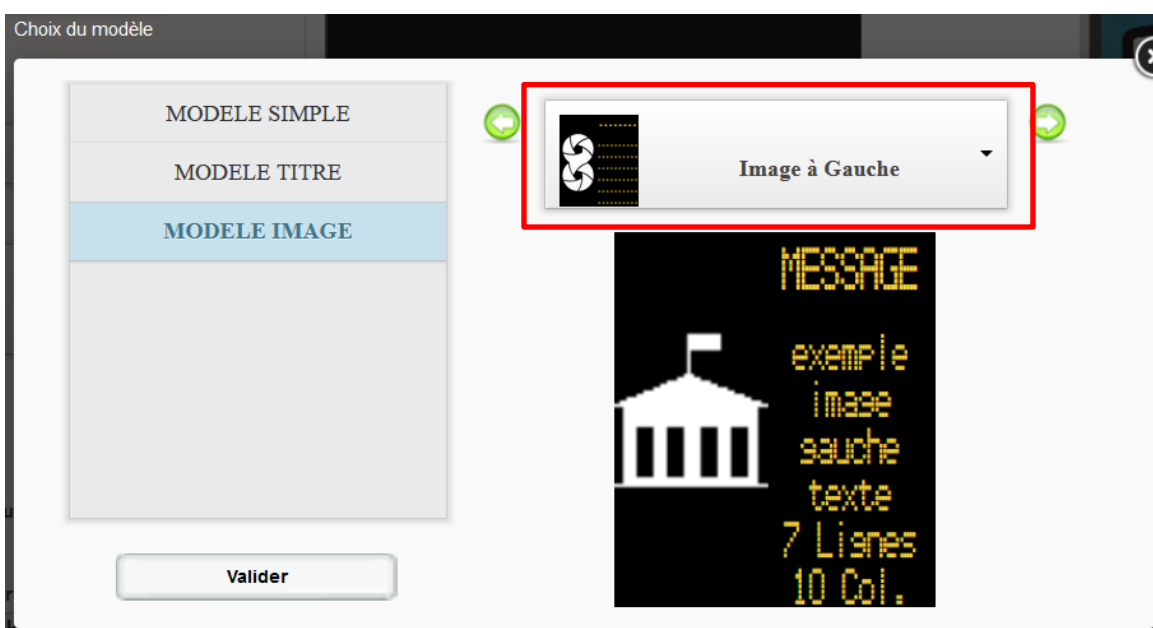 Choix du modèle
MODELE SIMPLE
MODELE TITRE
MODELE IMAGE
Valider
Image à Gauche
MESSAGE
exemple
image
gauche
texte
7 Lignes
10 Col.